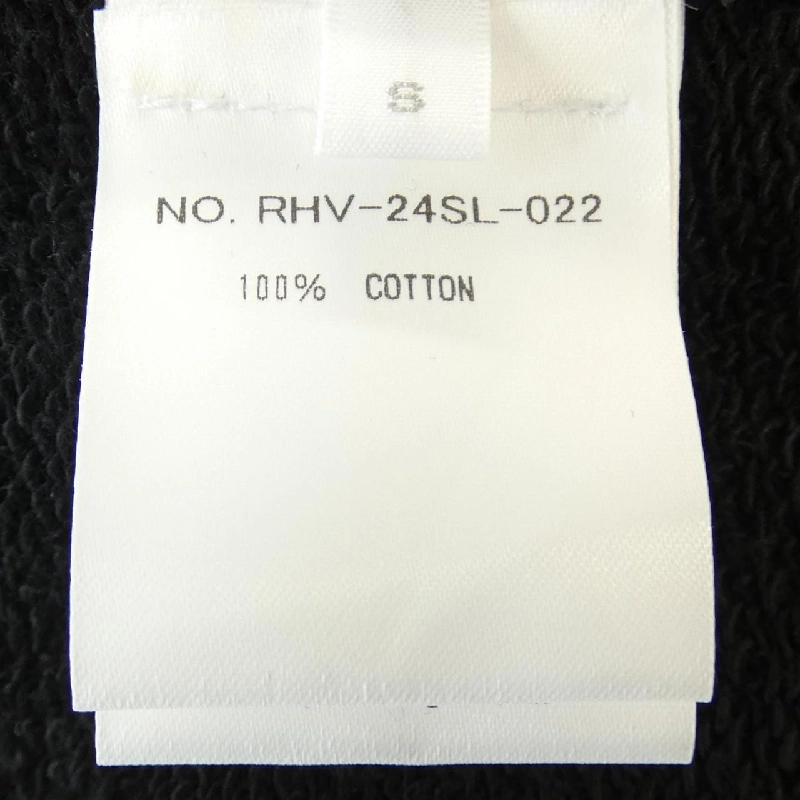 S
NO. RHV-24SL-022
100% COTTON